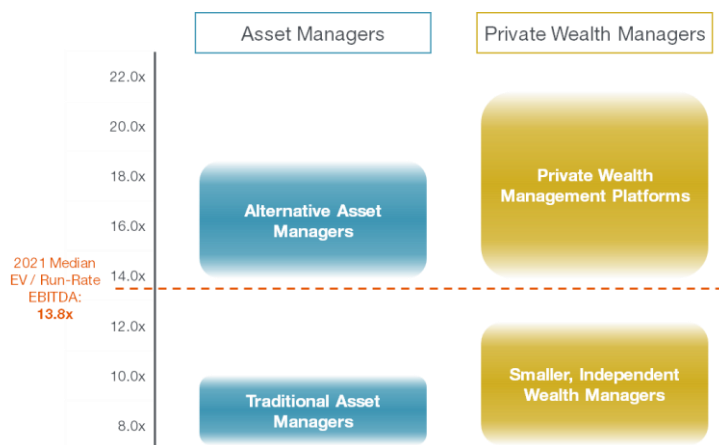 Asset Managers
Private Wealth Managers
22.0x
20.0x
18.0x
16.0x
14.0x
12.0x
10.0x
8.0x
2021 Median
EV / Run-Rate
EBITDA:
13.8x
Alternative Asset
Managers
Private Wealth
Management Platforms
Traditional Asset
Managers
Smaller, Independent
Wealth Managers